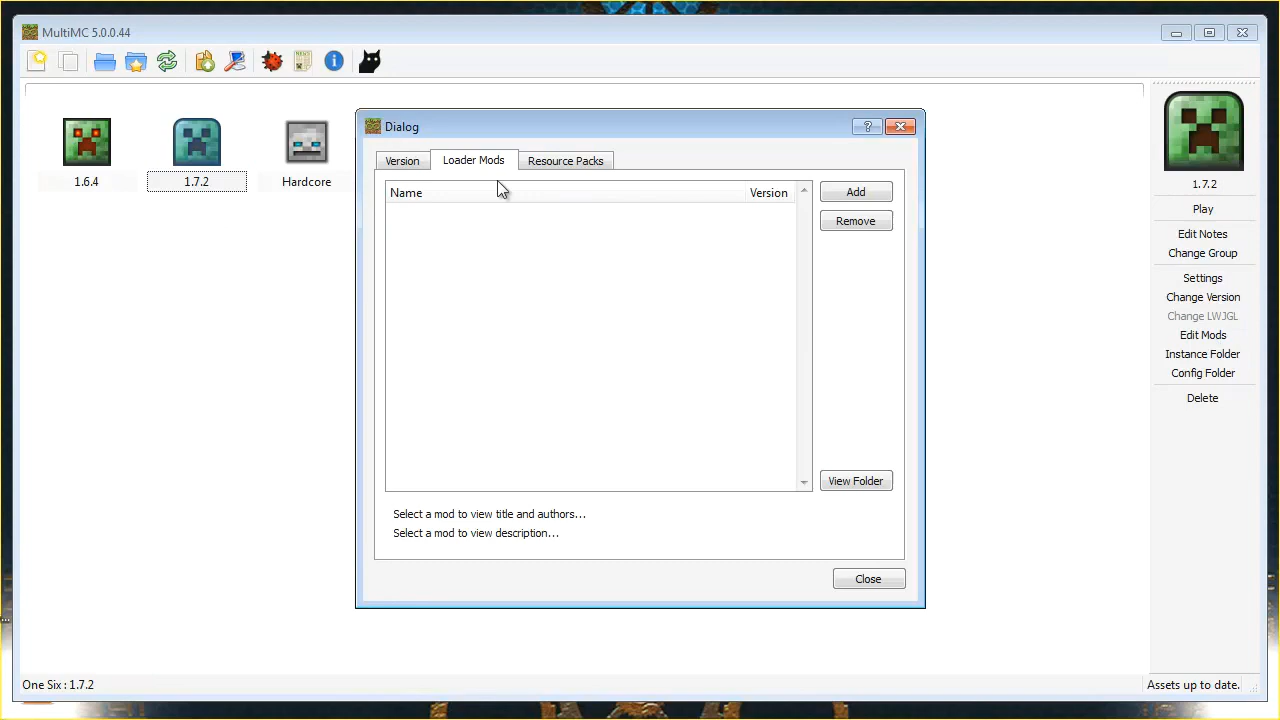 MultiMC 5.0.0.44
1.6.4
1.7.2
Hardcore
Dialog
?
Version
Loader Mods
Resource Packs
Name
Version
Add
Remove
View Folder
Select a mod to view title and authors...
Select a mod to view description...
Close
1.7.2
Play
Edit Notes
Change Group
Settings
Change Version
Change LWJGL
Edit Mods
Instance Folder
Config Folder
Delete
One Six : 1.7.2
Assets up to date.